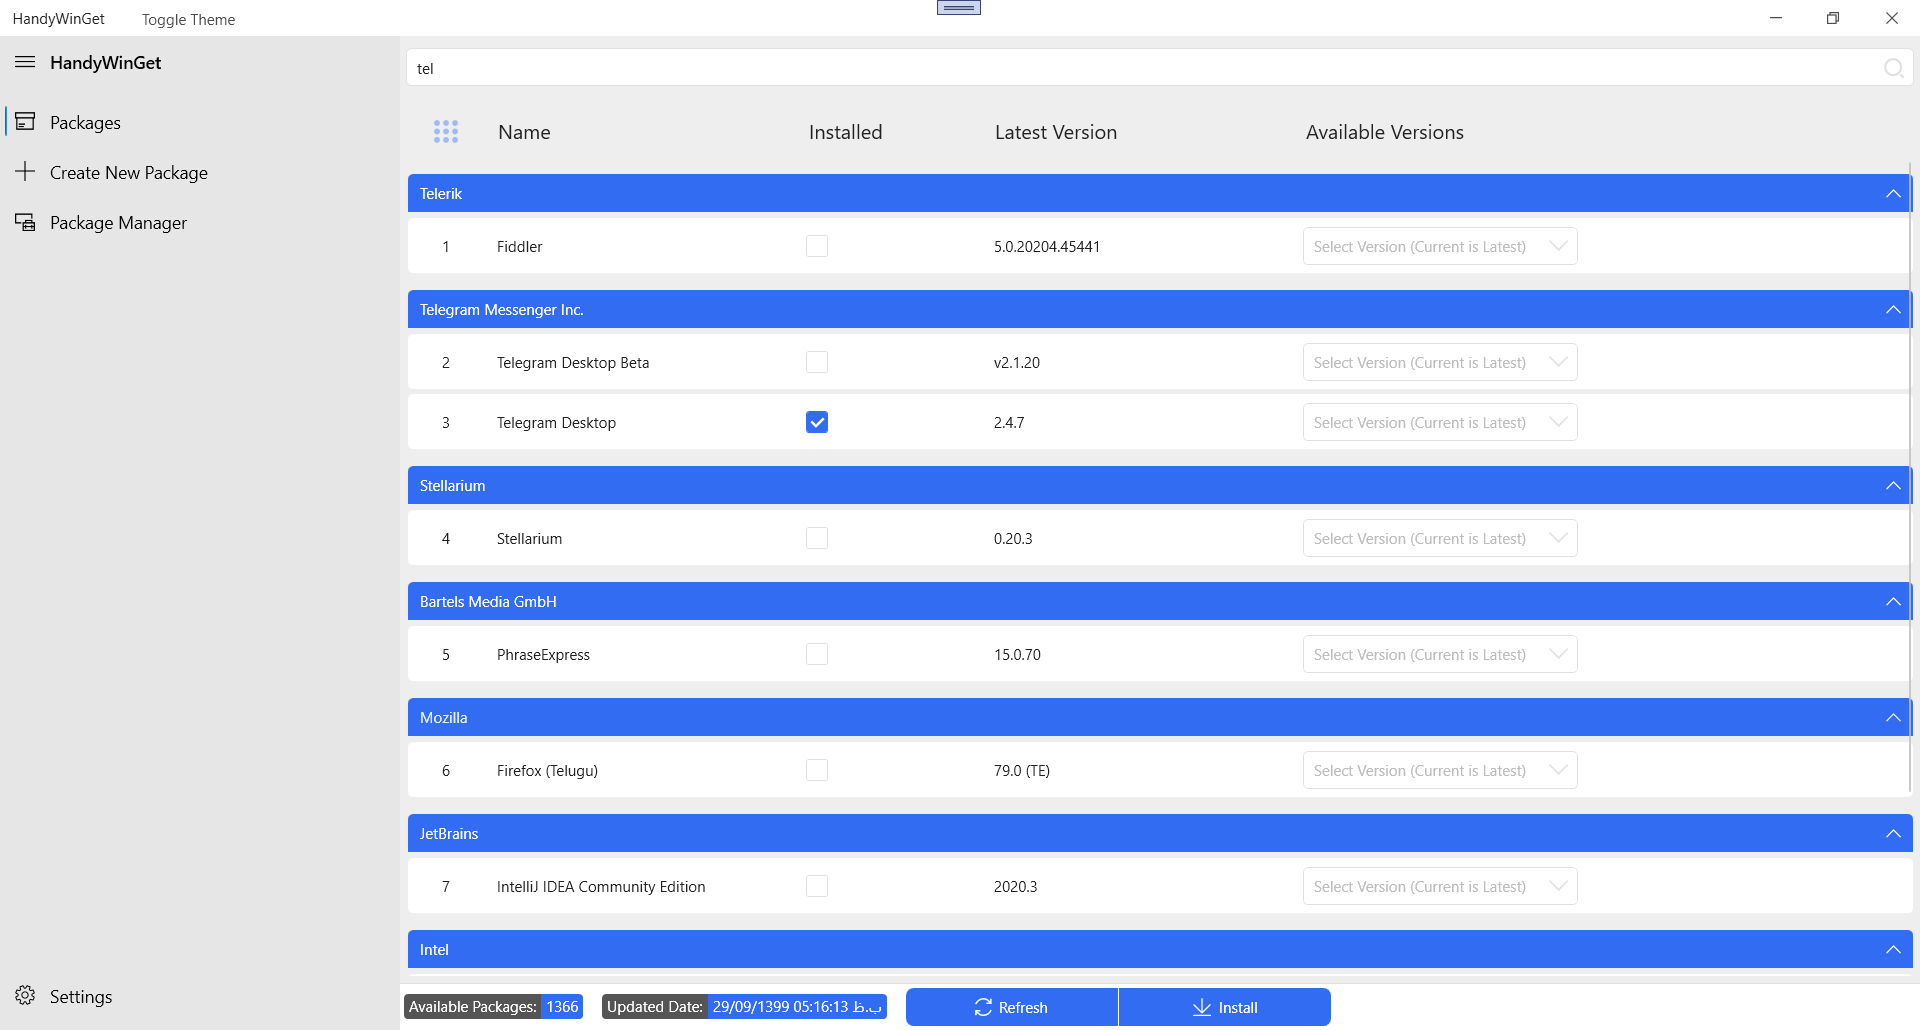 HandyWinGet Toggle Theme
HandyWinGet
Packages
Create New Package
Package Manager
Settings
tel
Name Installed Latest Version Available Versions
Telerik
1 Fiddler 5.0.20204.45441 Select Version (Current is Latest)
Telegram Messenger Inc.
2 Telegram Desktop Beta v2.1.20 Select Version (Current is Latest)
3 Telegram Desktop 2.4.7 Select Version (Current is Latest)
Stellarium
4 Stellarium 0.20.3 Select Version (Current is Latest)
Bartels Media GmbH
5 PhraseExpress 15.0.70 Select Version (Current is Latest)
Mozilla
6 Firefox (Telugu) 79.0 (TE) Select Version (Current is Latest)
JetBrains
7 IntelliJ IDEA Community Edition 2020.3 Select Version (Current is Latest)
Intel
Available Packages: 1366 Updated Date: 29/09/1399 05:16:13 ب.ظ Refresh Install